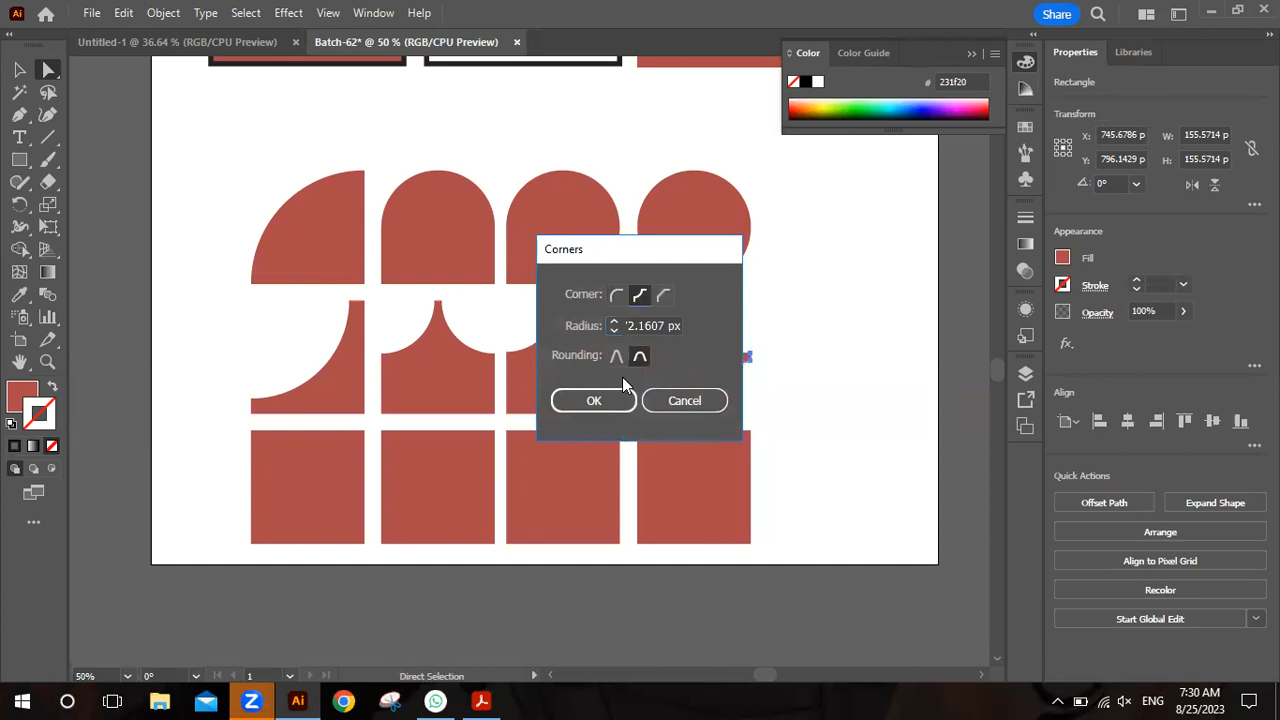 File Edit Object Type Select Effect View Window Help
Share
Untitled-1 @ 36.64 % (RGB/CPU Preview)
Batch-62* @ 50 % (RGB/CPU Preview)
Color
Color Guide
# 231f20
Properties
Libraries
Rectangle
Transform
X: 745.6786 p
W: 155.5714 p
Y: 796.1429 p
H: 155.5714 p
0°
Appearance
Fill
Stroke
Opacity 100%
fx
Align
Quick Actions
Offset Path
Expand Shape
Arrange
Align to Pixel Grid
Recolor
Start Global Edit
Corners
Corner:
Radius: 2.1607 px
Rounding:
OK
Cancel
50%
0°
1
Direct Selection
Ai
ENG
7:30 AM
8/25/2023